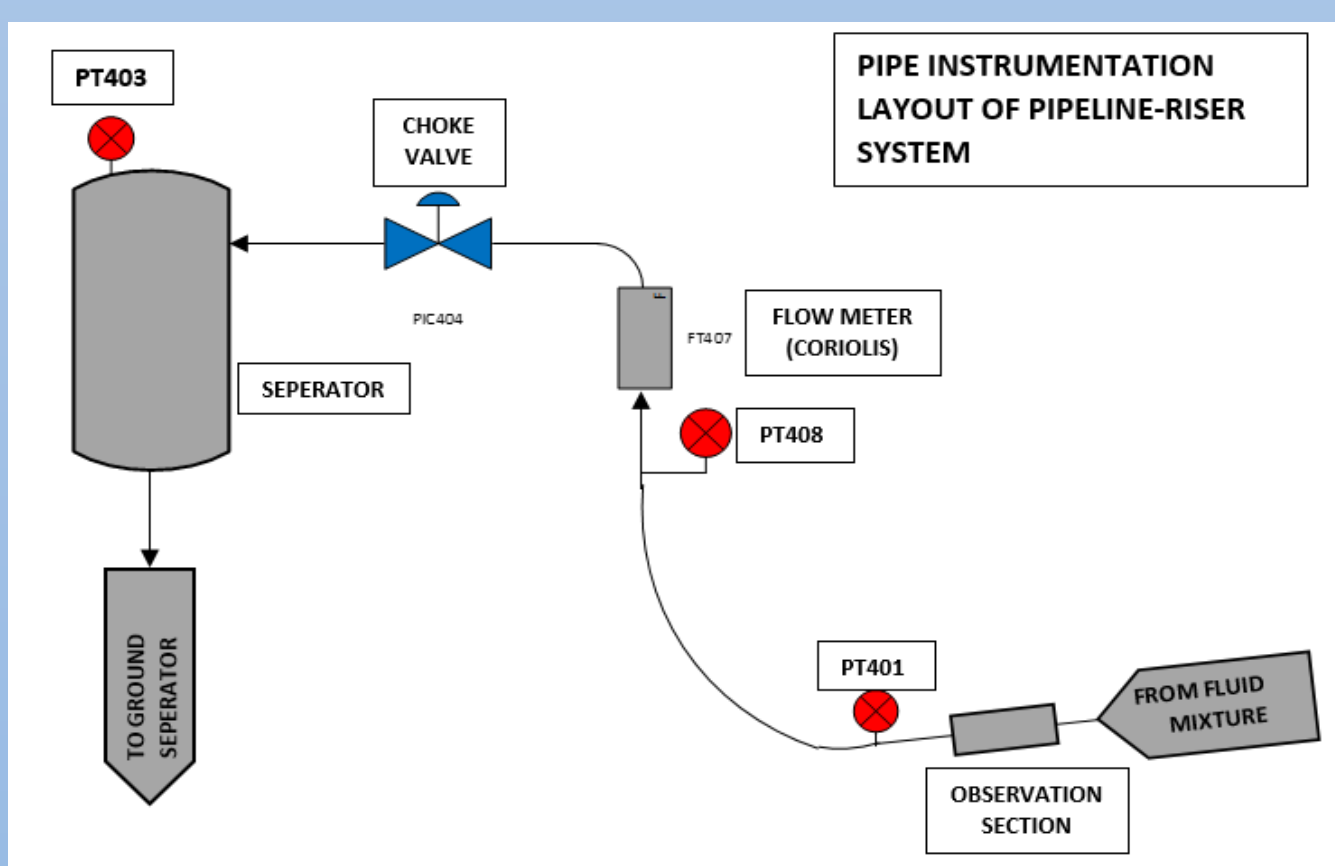 PIPE INSTRUMENTATION
LAYOUT OF PIPELINE-RISER
SYSTEM
PT403
CHOKE
VALVE
PIC404
FT407
FLOW METER
(CORIOLIS)
SEPERATOR
PT408
PT401
FROM FLUID
MIXTURE
OBSERVATION
SECTION
TO GROUND
SEPERATOR